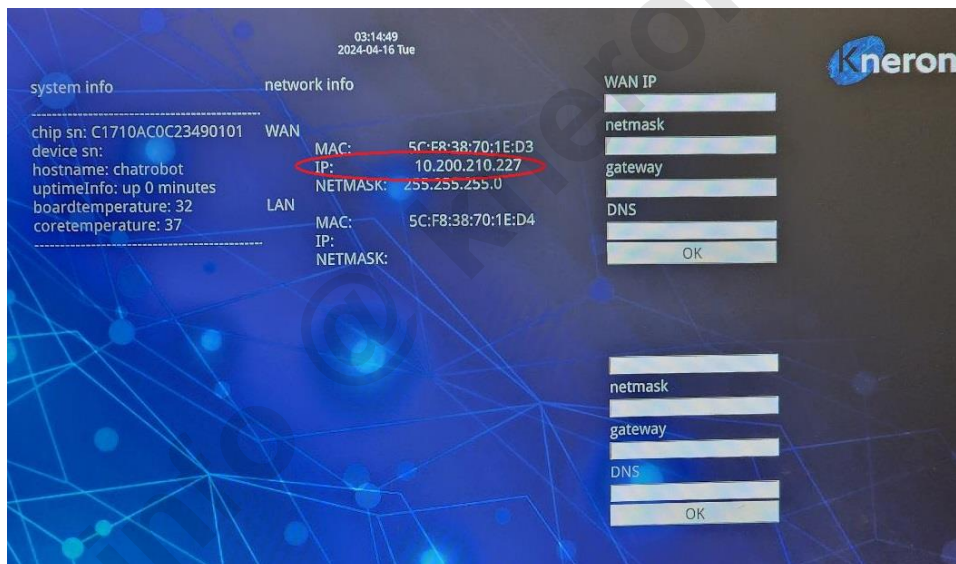 03:14:49
2024-04-16 Tue
Kneron
system info
chip sn: C1710AC0C23490101
device sn:
hostname: chatrobot
uptimeInfo: up 0 minutes
boardtemperature: 32
coretemperature: 37
network info
WAN
MAC: 5C:F8:38:70:1E:D3
IP: 10.200.210.227
NETMASK: 255.255.255.0
LAN
MAC: 5C:F8:38:70:1E:D4
IP:
NETMASK:
WAN IP
netmask
gateway
DNS
OK
netmask
gateway
DNS
OK